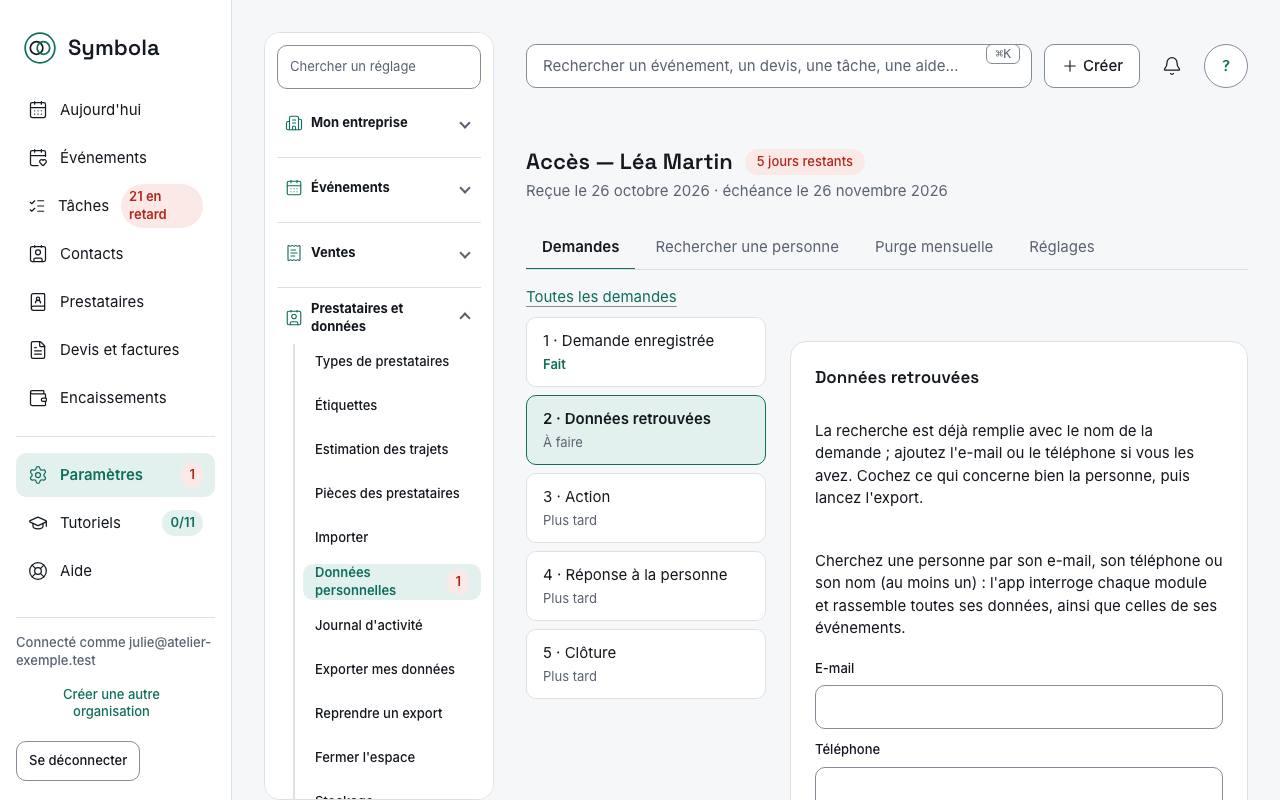 Symbola
Aujourd'hui
Événements
Tâches
21 en
retard
Contacts
Prestataires
Devis et factures
Encaissements
Paramètres
1
Tutoriels
0/11
Aide
Connecté comme julie@atelier-
exemple.test
Créer une autre
organisation
Se déconnecter
Chercher un réglage
Mon entreprise
Événements
Ventes
Prestataires et
données
Types de prestataires
Étiquettes
Estimation des trajets
Pièces des prestataires
Importer
Données
personnelles
1
Journal d'activité
Exporter mes données
Reprendre un export
Fermer l'espace
Stockage
Rechercher un événement, un devis, une tâche, une aide...
⌘K
Créer
?
Accès — Léa Martin
5 jours restants
Reçue le 26 octobre 2026 · échéance le 26 novembre 2026
Demandes
Rechercher une personne
Purge mensuelle
Réglages
Toutes les demandes
1 · Demande enregistrée
Fait
2 · Données retrouvées
À faire
3 · Action
Plus tard
4 · Réponse à la personne
Plus tard
5 · Clôture
Plus tard
Données retrouvées
La recherche est déjà remplie avec le nom de la
demande ; ajoutez l'e-mail ou le téléphone si vous les
avez. Cochez ce qui concerne bien la personne, puis
lancez l'export.
Cherchez une personne par son e-mail, son téléphone ou
son nom (au moins un) : l'app interroge chaque module
et rassemble toutes ses données, ainsi que celles de ses
événements.
E-mail
Téléphone